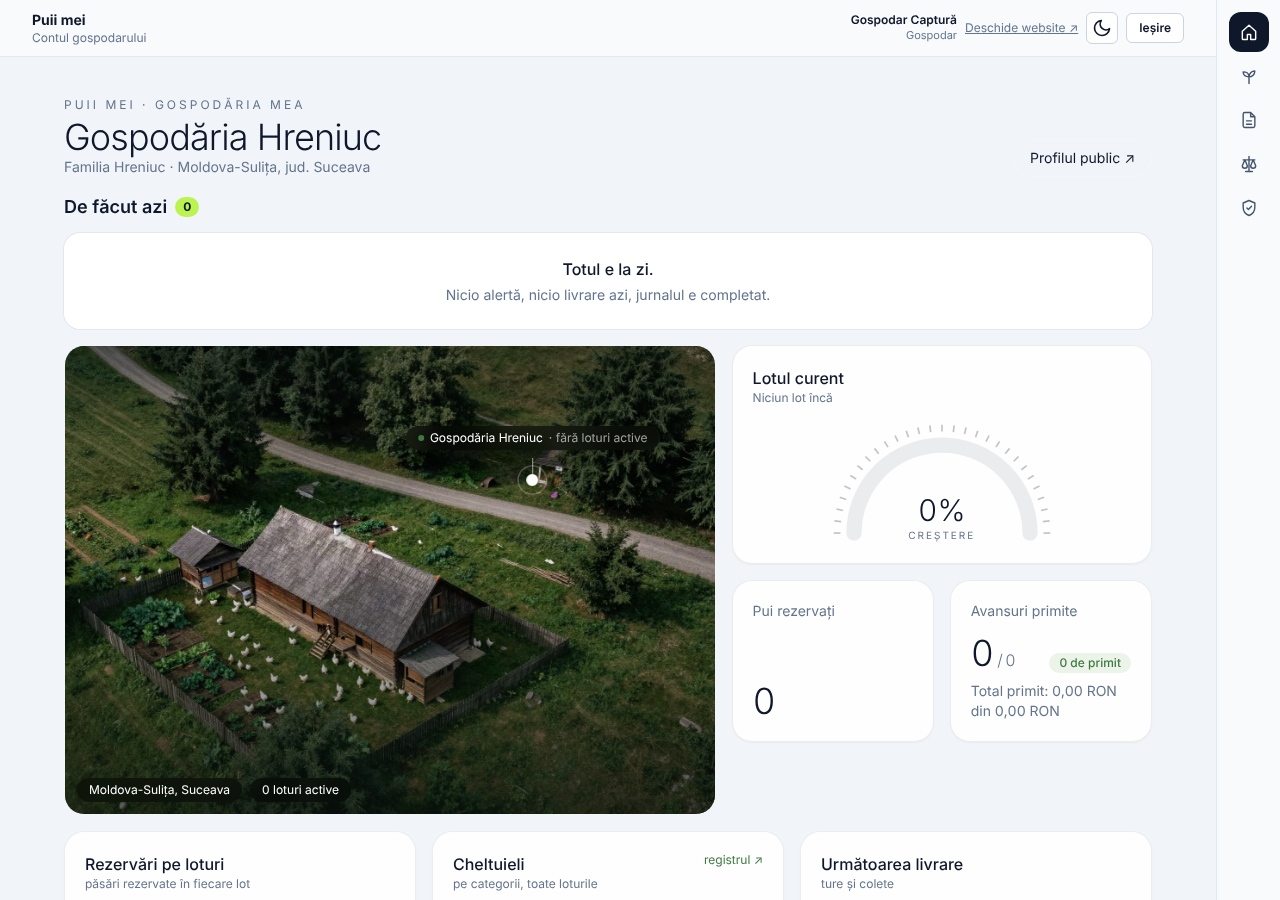 Puii mei
Contul gospodarului
Gospodar Captură
Gospodar
Deschide website ↗
Ieșire
PUII MEI · GOSPODĂRIA MEA
Gospodăria Hreniuc
Familia Hreniuc · Moldova-Sulița, jud. Suceava
Profilul public ↗
De făcut azi 0
Totul e la zi.
Nicio alertă, nicio livrare azi, jurnalul e completat.
Gospodăria Hreniuc · fără loturi active
Moldova-Sulița, Suceava
0 loturi active
Lotul curent
Niciun lot încă
0%
CREȘTERE
Pui rezervați
0
Avansuri primite
0 / 0
0 de primit
Total primit: 0,00 RON
din 0,00 RON
Rezervări pe loturi
păsări rezervate în fiecare lot
Cheltuieli
registrul ↗
pe categorii, toate loturile
Următoarea livrare
ture și colete